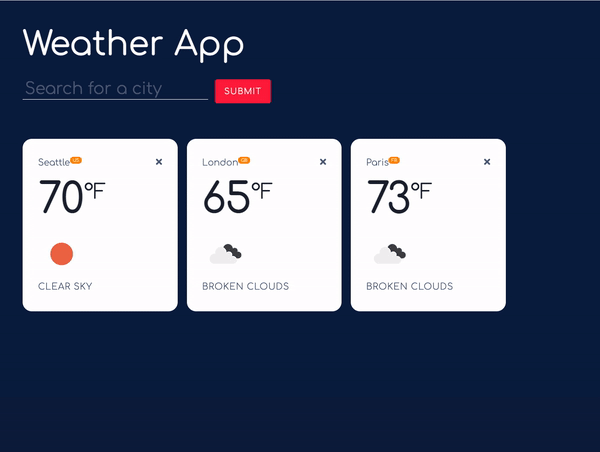 Weather App
Search for a city
SUBMIT
Seattle US
70°F
CLEAR SKY
London GB
65°F
BROKEN CLOUDS
Paris FR
73°F
BROKEN CLOUDS